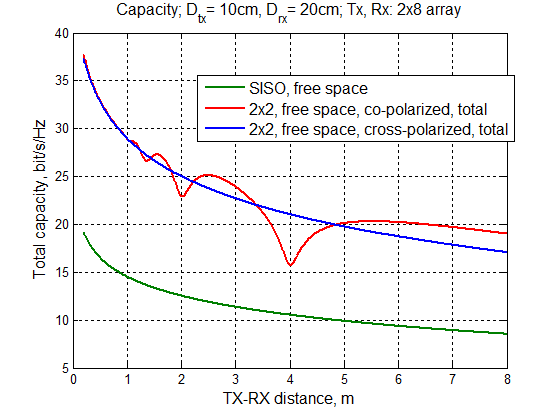 Capacity; Dtx= 10cm, Drx= 20cm; Tx, Rx: 2x8 array
40
35
30
25
20
15
10
5
Total capacity, bit/s/Hz
SISO, free space
2x2, free space, co-polarized, total
2x2, free space, cross-polarized, total
0
1
2
3
4
5
6
7
8
TX-RX distance, m